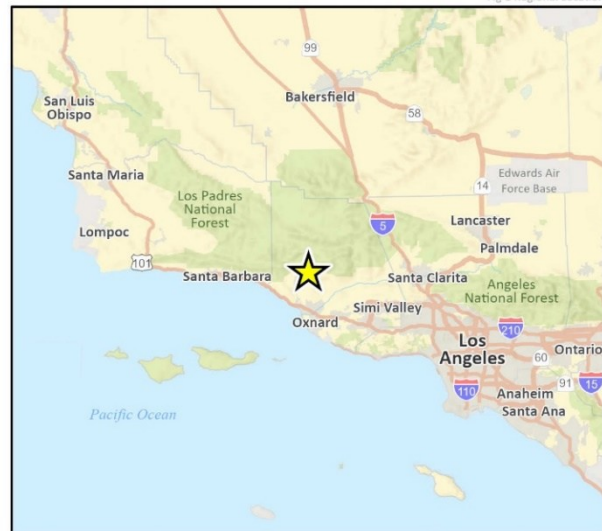 99
Bakersfield
San Luis
Obispo
58
Edwards Air
Force Base
Santa Maria
14
Los Padres
National
Forest
Lancaster
5
Lompoc
Palmdale
101
Santa Barbara
Santa Clarita
Angeles
National Forest
Simi Valley
Oxnard
210
Los
Angeles
Ontario
60
91
15
110
Anaheim
Santa Ana
Pacific Ocean